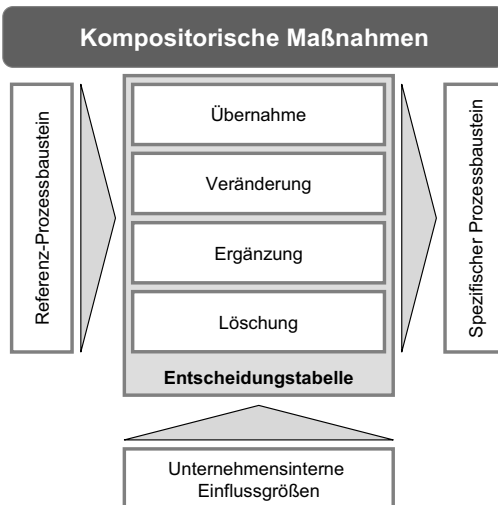 Kompositorische Maßnahmen
Referenz-Prozessbaustein
Übernahme
Veränderung
Ergänzung
Löschung
Entscheidungstabelle
Spezifischer Prozessbaustein
Unternehmensinterne
Einflussgrößen